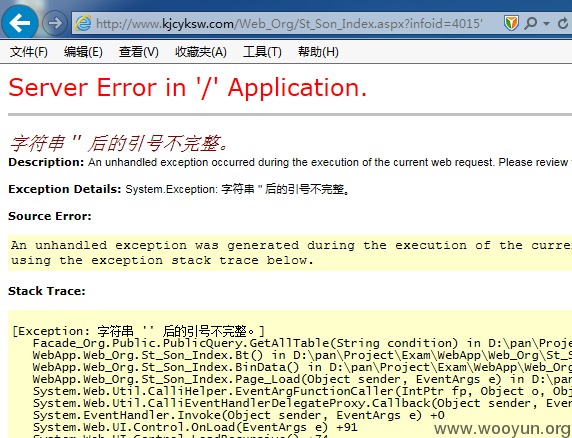 http://www.kjcyksw.com/Web_Org/St_Son_Index.aspx?infoid=4015'
文件(F) 编辑(E) 查看(V) 收藏夹(A) 工具(T) 帮助(H)
Server Error in '/' Application.
字符串 '' 后的引号不完整。
Description: An unhandled exception occurred during the execution of the current web request. Please review
Exception Details: System.Exception: 字符串 '' 后的引号不完整。
Source Error:
An unhandled exception was generated during the execution of the curre
using the exception stack trace below.
Stack Trace:
[Exception: 字符串 '' 后的引号不完整。]
Facade_Org.Public.PublicQuery.GetAllTable(String condition) in D:\pan\Proje
WebApp.Web_Org.St_Son_Index.Bt() in D:\pan\Project\Exam\WebApp\Web_Org\St_S
WebApp.Web_Org.St_Son_Index.BinData() in D:\pan\Project\Exam\WebApp\Web_Org
WebApp.Web_Org.St_Son_Index.Page_Load(Object sender, EventArgs e) in D:\pan
System.Web.Util.CalliHelper.EventArgFunctionCaller(IntPtr fp, Object o, Obj
System.Web.Util.CalliEventHandlerDelegateProxy.Callback(Object sender, Even
System.EventHandler.Invoke(Object sender, EventArgs e) +0
System.Web.UI.Control.OnLoad(EventArgs e) +91
System.Web.UI.Control.LoadRecursive() +74
www.wooyun.org